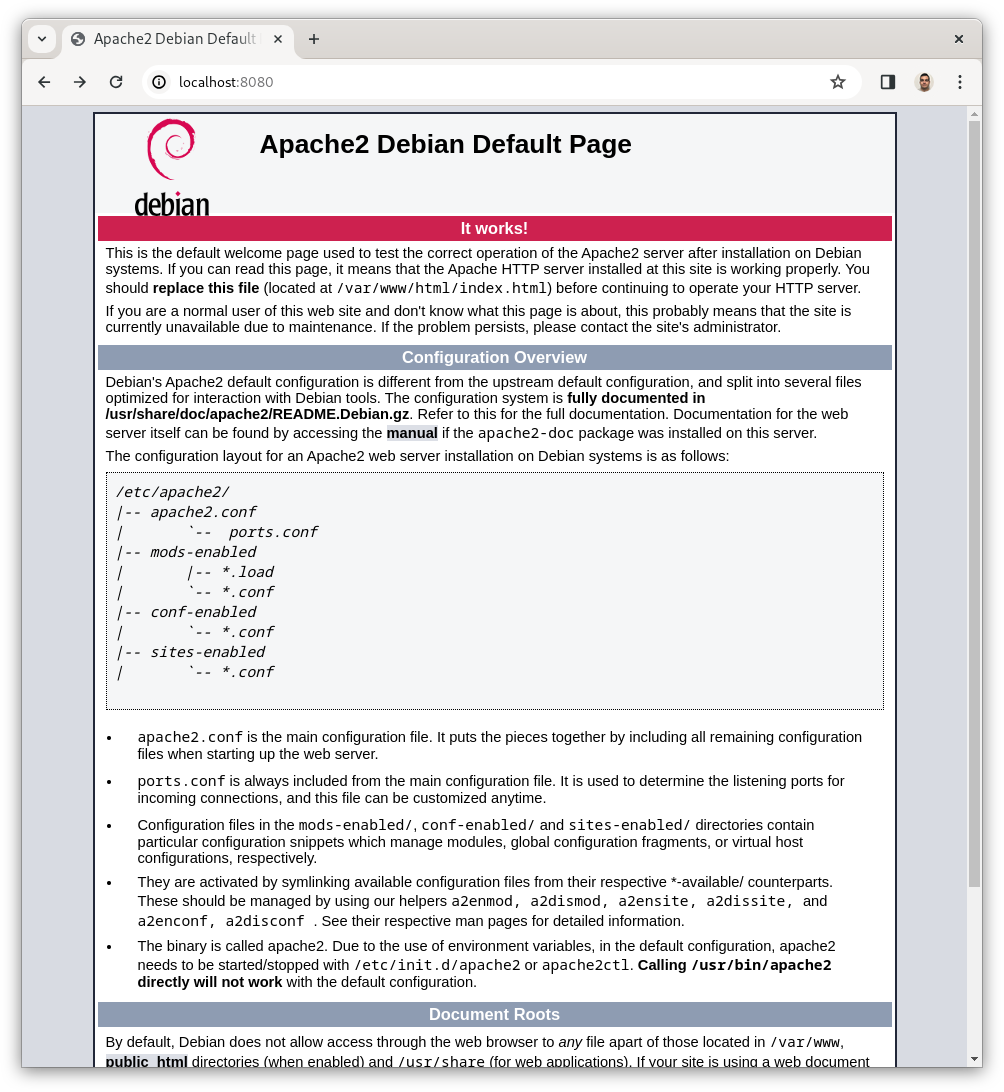 Apache2 Debian Default
localhost:8080
debian
Apache2 Debian Default Page
It works!
This is the default welcome page used to test the correct operation of the Apache2 server after installation on Debian
systems. If you can read this page, it means that the Apache HTTP server installed at this site is working properly. You
should replace this file (located at /var/www/html/index.html) before continuing to operate your HTTP server.
If you are a normal user of this web site and don't know what this page is about, this probably means that the site is
currently unavailable due to maintenance. If the problem persists, please contact the site's administrator.
Configuration Overview
Debian's Apache2 default configuration is different from the upstream default configuration, and split into several files
optimized for interaction with Debian tools. The configuration system is fully documented in
/usr/share/doc/apache2/README.Debian.gz. Refer to this for the full documentation. Documentation for the web
server itself can be found by accessing the manual if the apache2-doc package was installed on this server.
The configuration layout for an Apache2 web server installation on Debian systems is as follows:
/etc/apache2/
|-- apache2.conf
|       `--  ports.conf
|-- mods-enabled
|       |-- *.load
|       `-- *.conf
|-- conf-enabled
|       `-- *.conf
|-- sites-enabled
|       `-- *.conf
• apache2.conf is the main configuration file. It puts the pieces together by including all remaining configuration
files when starting up the web server.
• ports.conf is always included from the main configuration file. It is used to determine the listening ports for
incoming connections, and this file can be customized anytime.
• Configuration files in the mods-enabled/, conf-enabled/ and sites-enabled/ directories contain
particular configuration snippets which manage modules, global configuration fragments, or virtual host
configurations, respectively.
• They are activated by symlinking available configuration files from their respective *-available/ counterparts.
These should be managed by using our helpers a2enmod, a2dismod, a2ensite, a2dissite, and
a2enconf, a2disconf . See their respective man pages for detailed information.
• The binary is called apache2. Due to the use of environment variables, in the default configuration, apache2
needs to be started/stopped with /etc/init.d/apache2 or apache2ctl. Calling /usr/bin/apache2
directly will not work with the default configuration.
Document Roots
By default, Debian does not allow access through the web browser to any file apart of those located in /var/www,
public_html directories (when enabled) and /usr/share (for web applications). If your site is using a web document